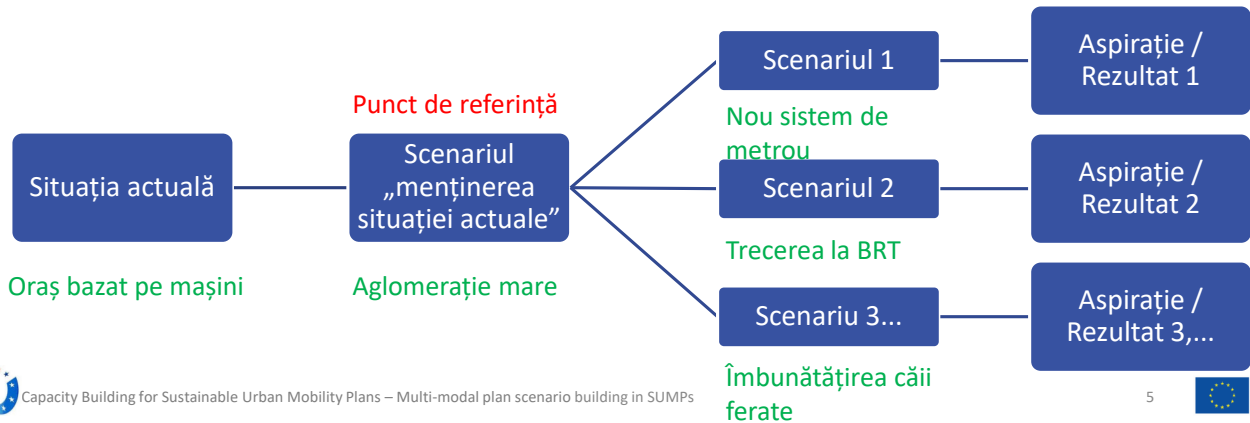 Situația actuală
Oraș bazat pe mașini
Punct de referință
Scenariul
„menținerea
situației actuale”
Aglomerație mare
Scenariul 1
Nou sistem de
metrou
Scenariul 2
Trecerea la BRT
Scenariu 3...
Îmbunătățirea căii
ferate
Aspirație /
Rezultat 1
Aspirație /
Rezultat 2
Aspirație /
Rezultat 3,...
Capacity Building for Sustainable Urban Mobility Plans – Multi-modal plan scenario building in SUMPs
5